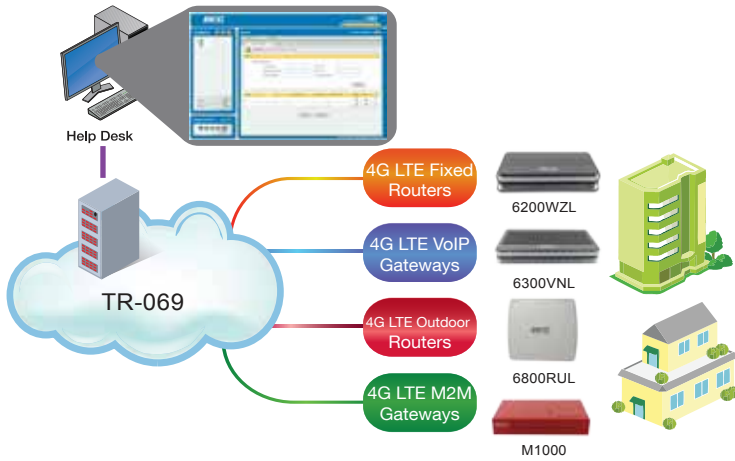 Help Desk
TR-069
4G LTE Fixed
Routers
6200WZL
4G LTE VoIP
Gateways
6300VNL
4G LTE Outdoor
Routers
6800RUL
4G LTE M2M
Gateways
M1000